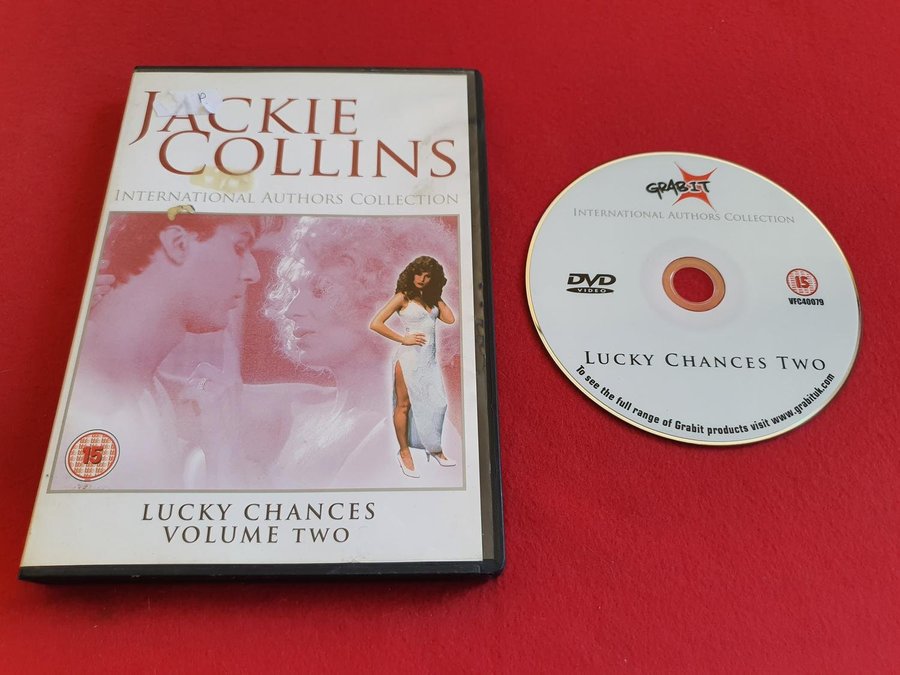 JACKIE
COLLINS
INTERNATIONAL AUTHORS COLLECTION
15
LUCKY CHANCES
VOLUME TWO
GRABIT
INTERNATIONAL AUTHORS COLLECTION
DVD
VIDEO
15
VFC40079
LUCKY CHANCES TWO
To see the full range of Grabit products visit www.grabituk.com